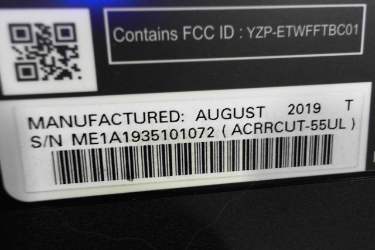 Contains FCC ID : YZP-ETWFFTBC01
MANUFACTURED: AUGUST 2019 T
S/N ME1A1935101072 ( ACRRCUT-55UL )